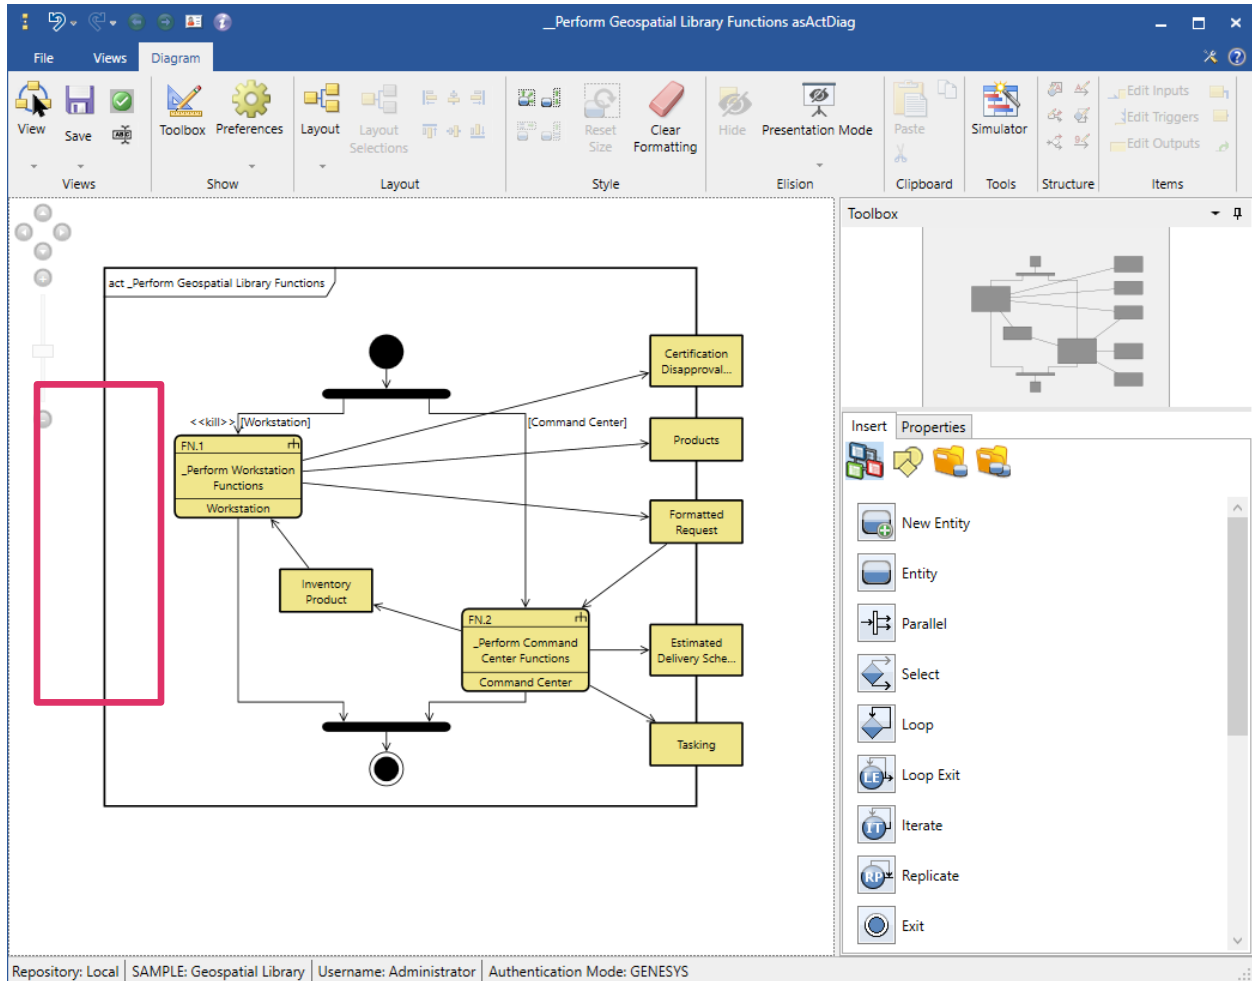 __Perform Geospatial Library Functions asActDiag
File Views Diagram
View Save ABC Toolbox Preferences Layout Layout Selections Reset Size Clear Formatting Hide Presentation Mode Paste Simulator Edit Inputs
Edit Triggers
Edit Outputs
Views Show Layout Style Elision Clipboard Tools Structure Items
Toolbox
act _Perform Geospatial Library Functions
Certification
Disapproval...
<<kill>> [Workstation]
[Command Center]
Products
FN.1
_Perform Workstation
Functions
Workstation
Formatted
Request
Inventory
Product
FN.2
_Perform Command
Center Functions
Command Center
Estimated
Delivery Sche...
Tasking
Insert Properties
New Entity
Entity
Parallel
Select
Loop
LE Loop Exit
IT Iterate
RP Replicate
Exit
Repository: Local SAMPLE: Geospatial Library Username: Administrator Authentication Mode: GENESYS